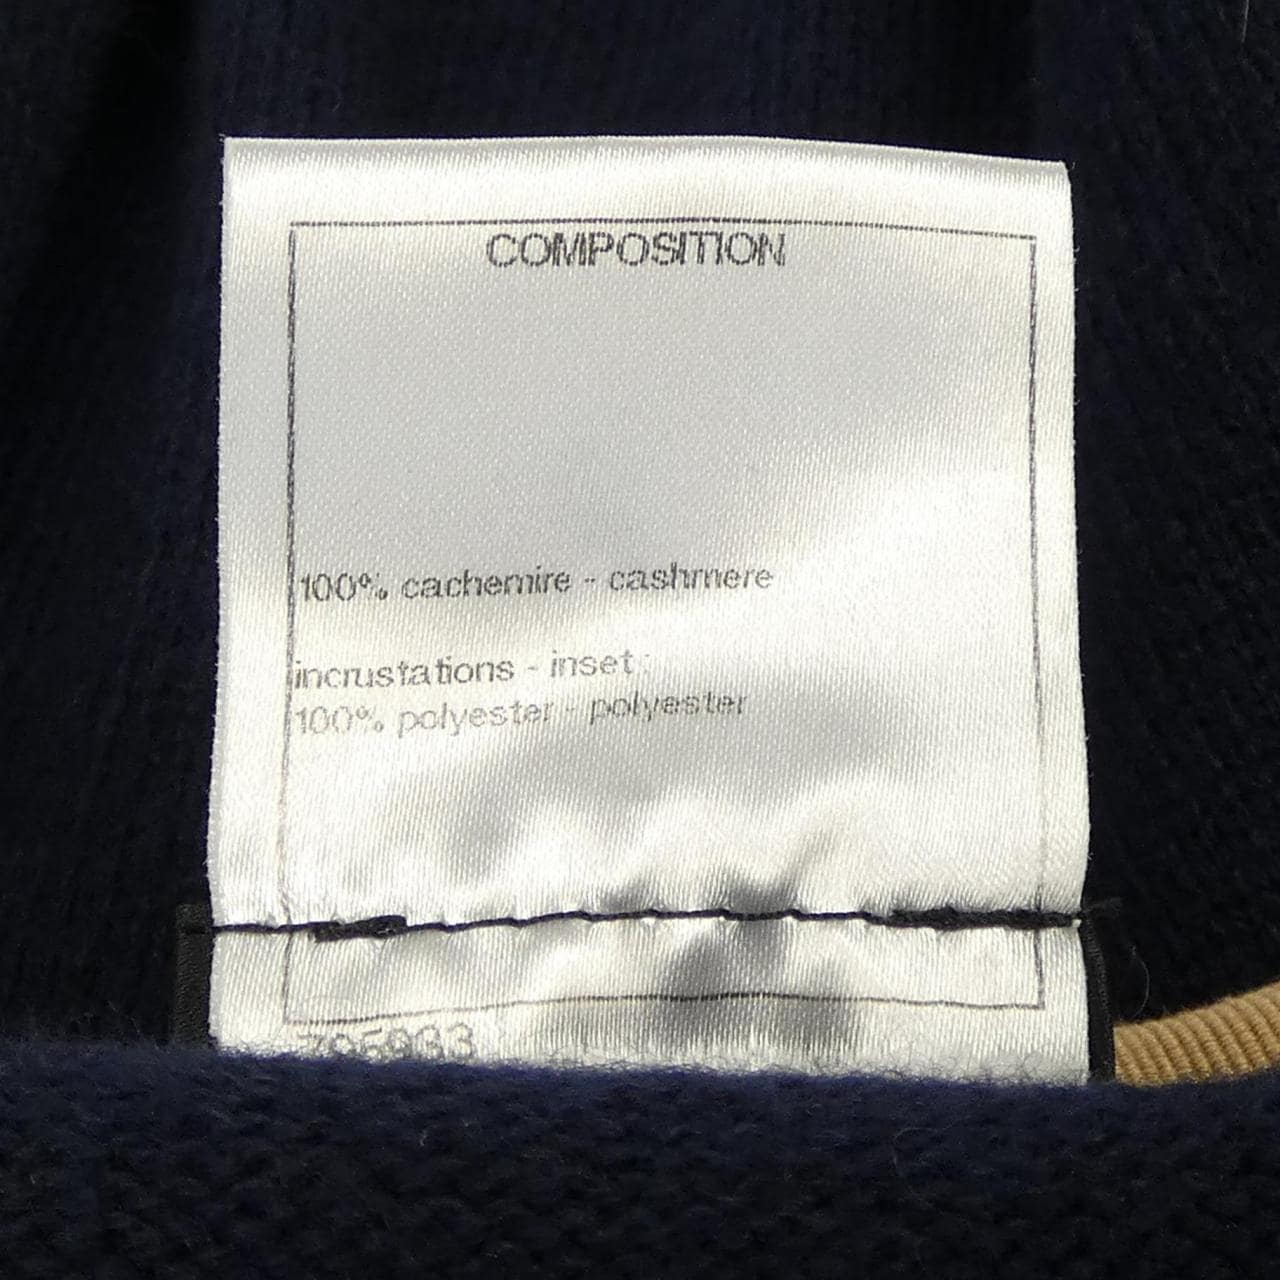 COMPOSITION
100% cachemire - cashmere
incrustations - inset :
100% polyester - polyester